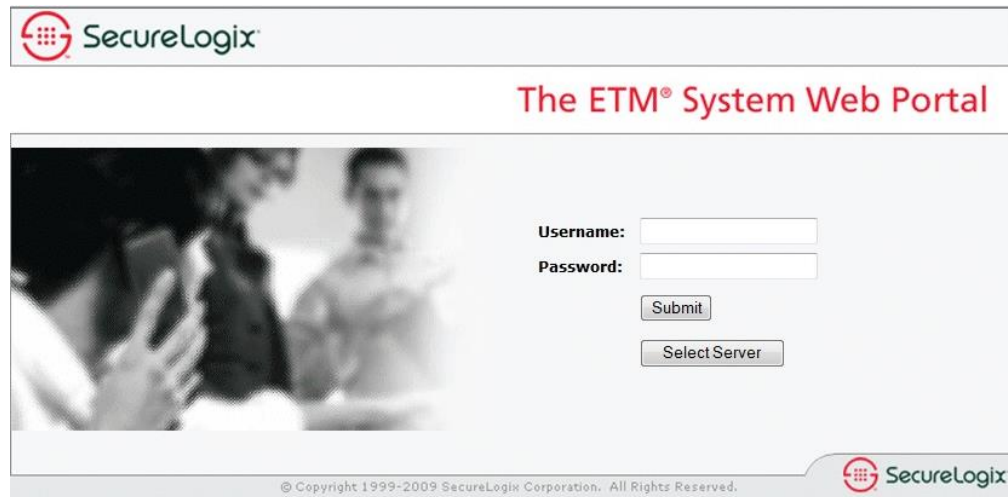 SecureLogix
The ETM® System Web Portal
Username:
Password:
Submit
Select Server
© Copyright 1999-2009 SecureLogix Corporation. All Rights Reserved.
SecureLogix